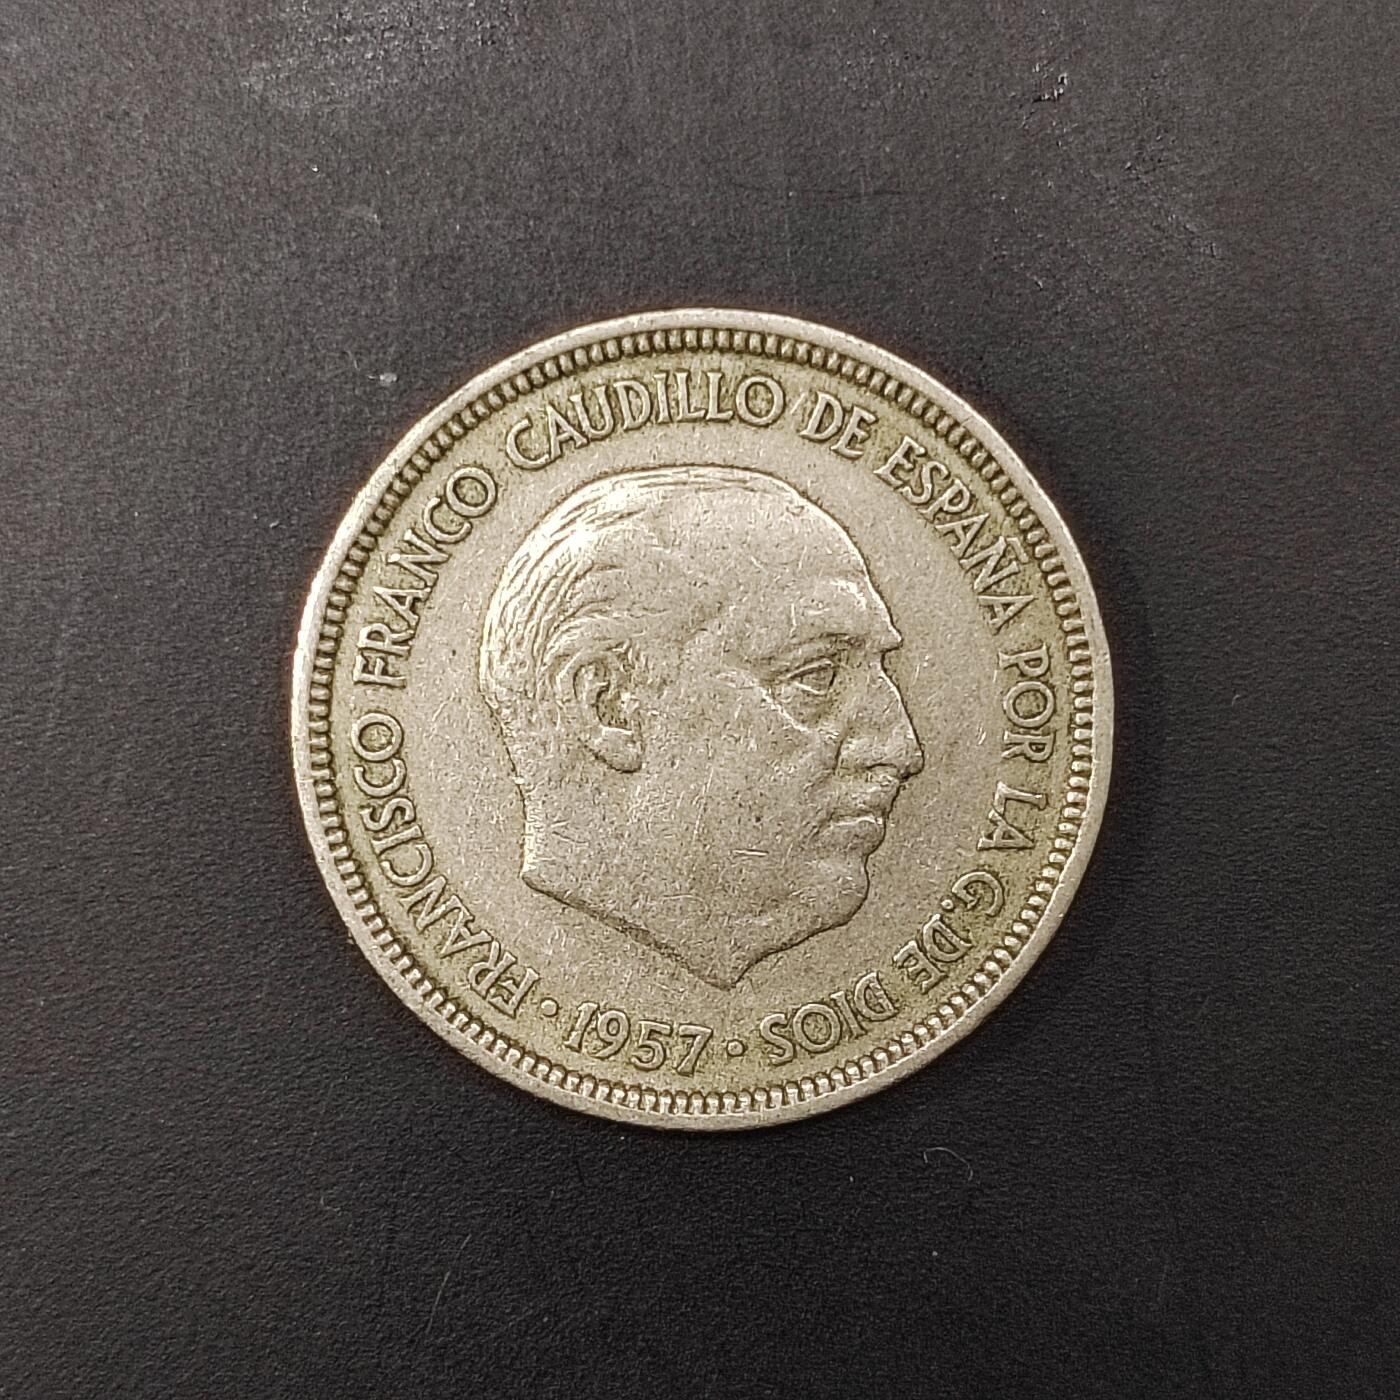 FRANCISCO FRANCO CAUDILLO DE ESPAÑA POR LA G.DE DIOS
· 1957 ·